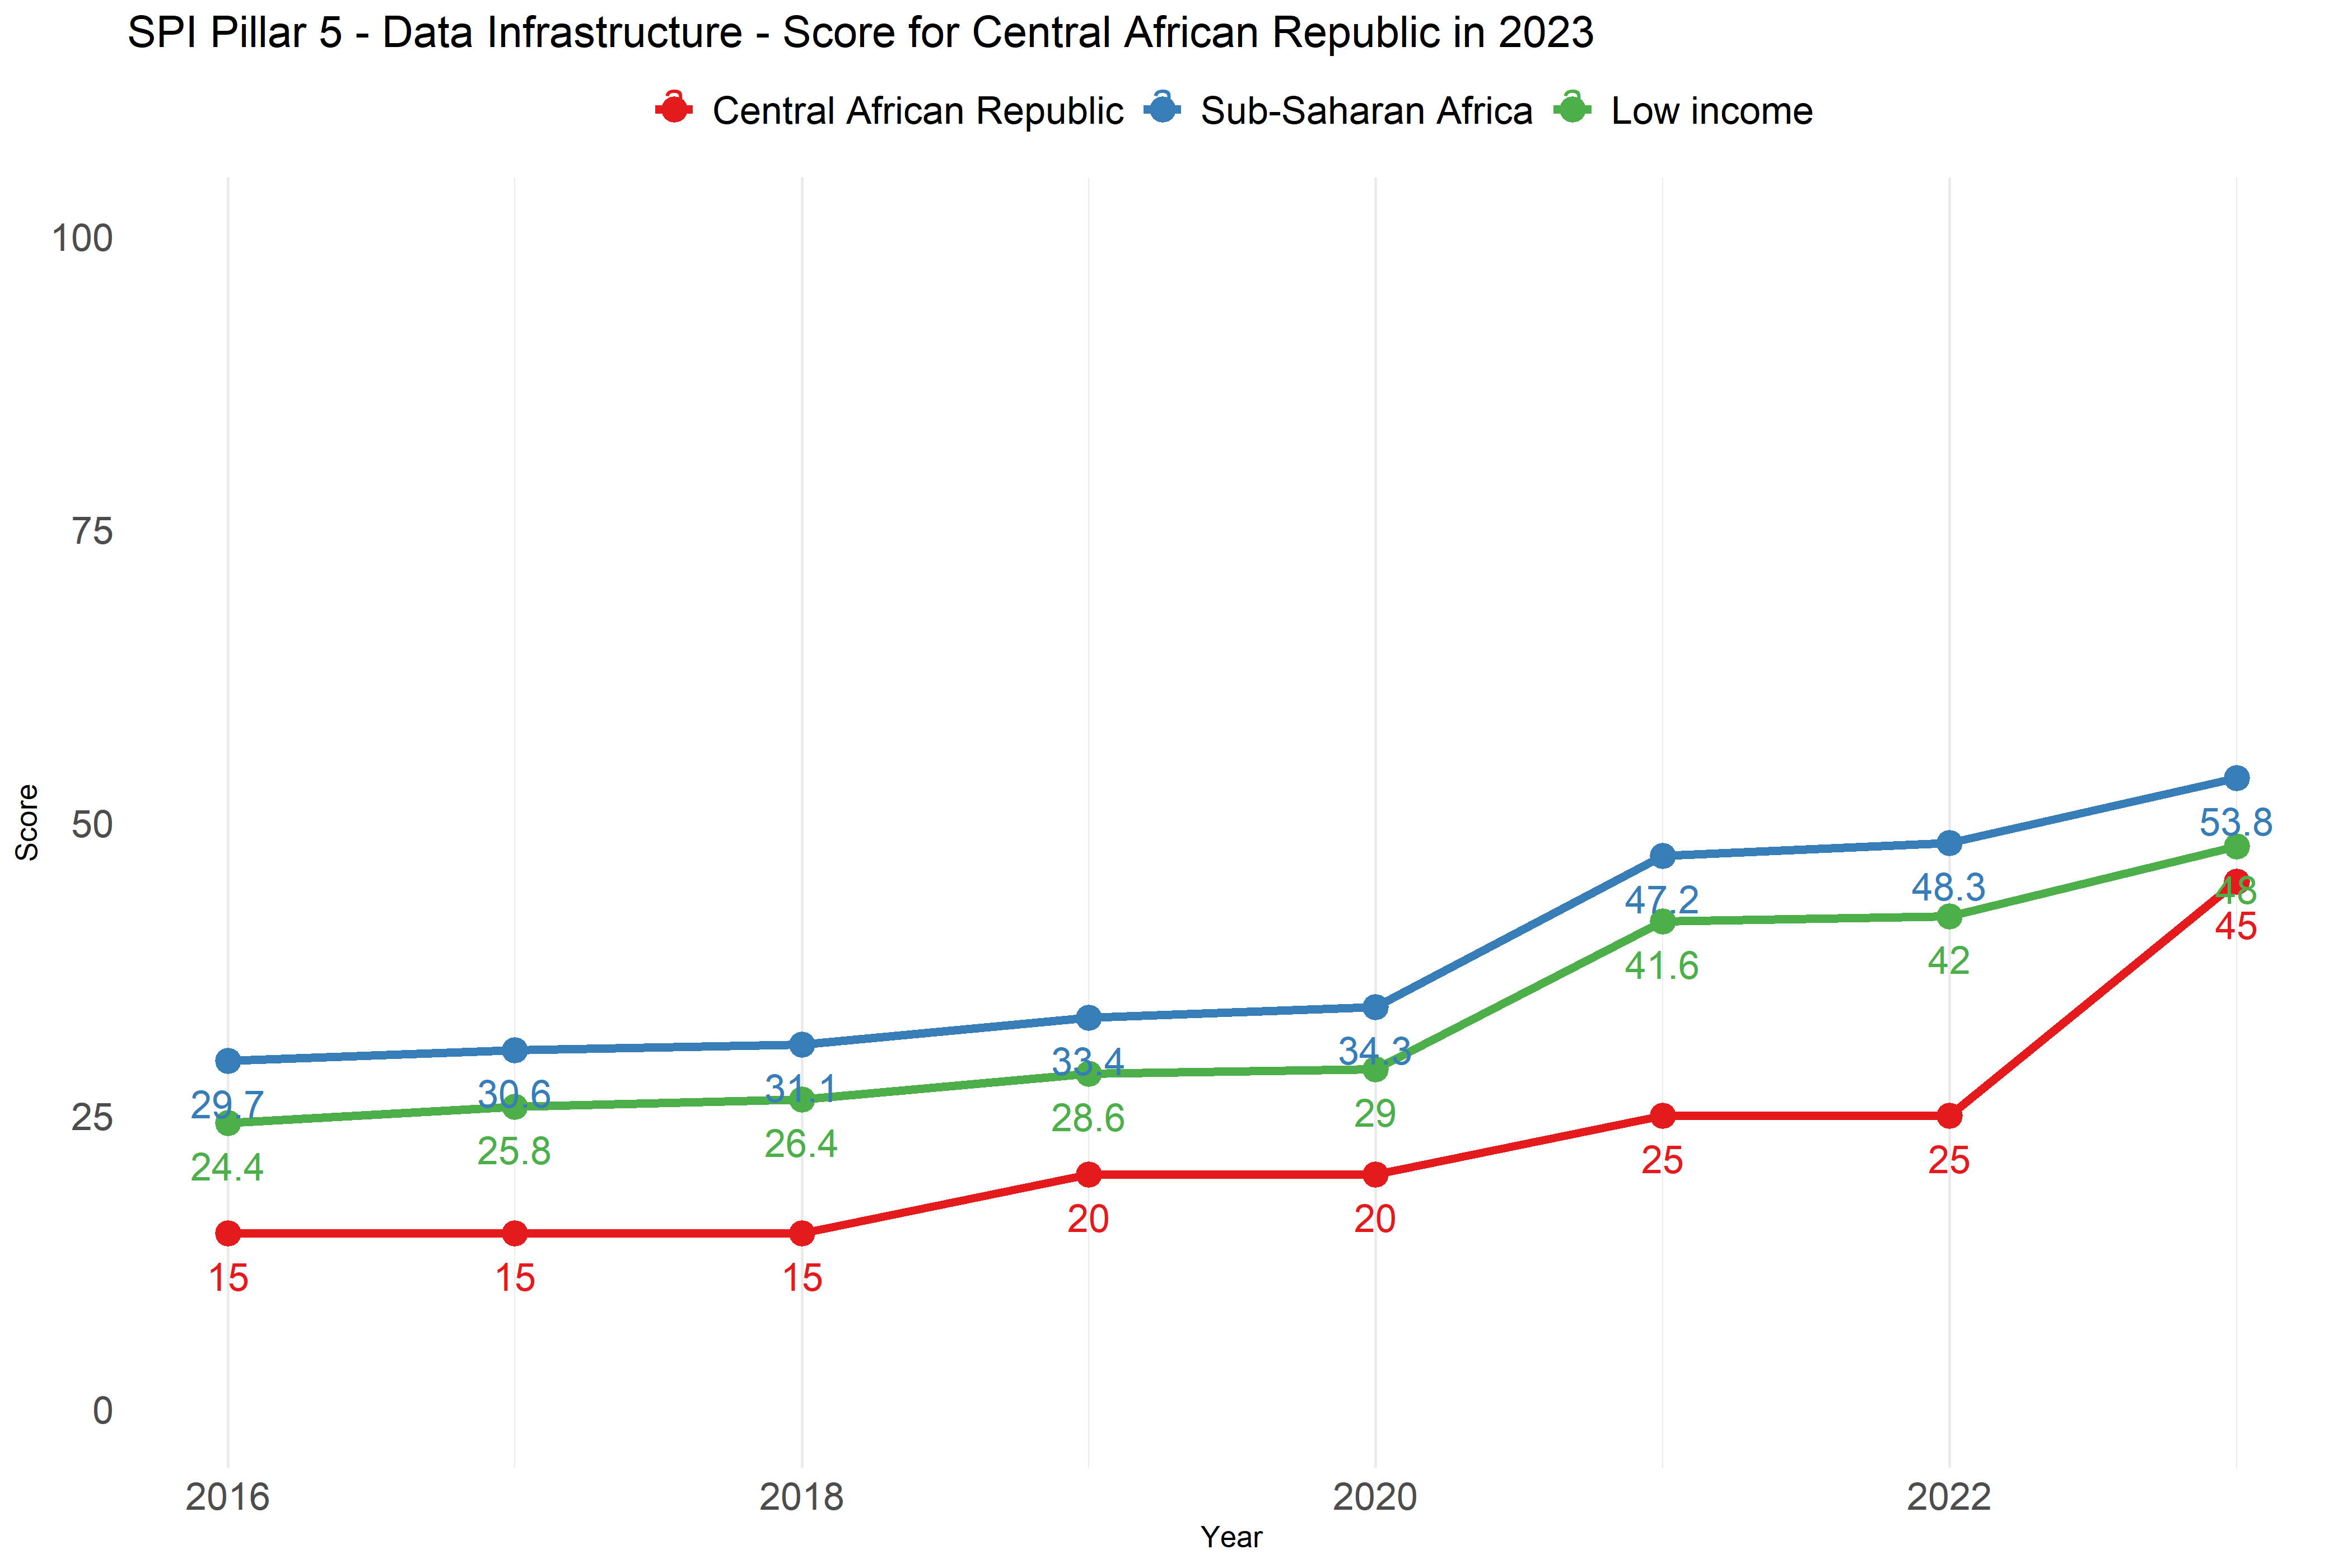 SPI Pillar 5 - Data Infrastructure - Score for Central African Republic in 2023
Central African Republic Sub-Saharan Africa Low income
100
75
50
25
0
Score
29.7 30.6 31.1 33.4 34.3 47.2 48.3 53.8
24.4 25.8 26.4 28.6 29 41.6 42 48
15 15 15 20 20 25 25 45
2016 2018 2020 2022
Year